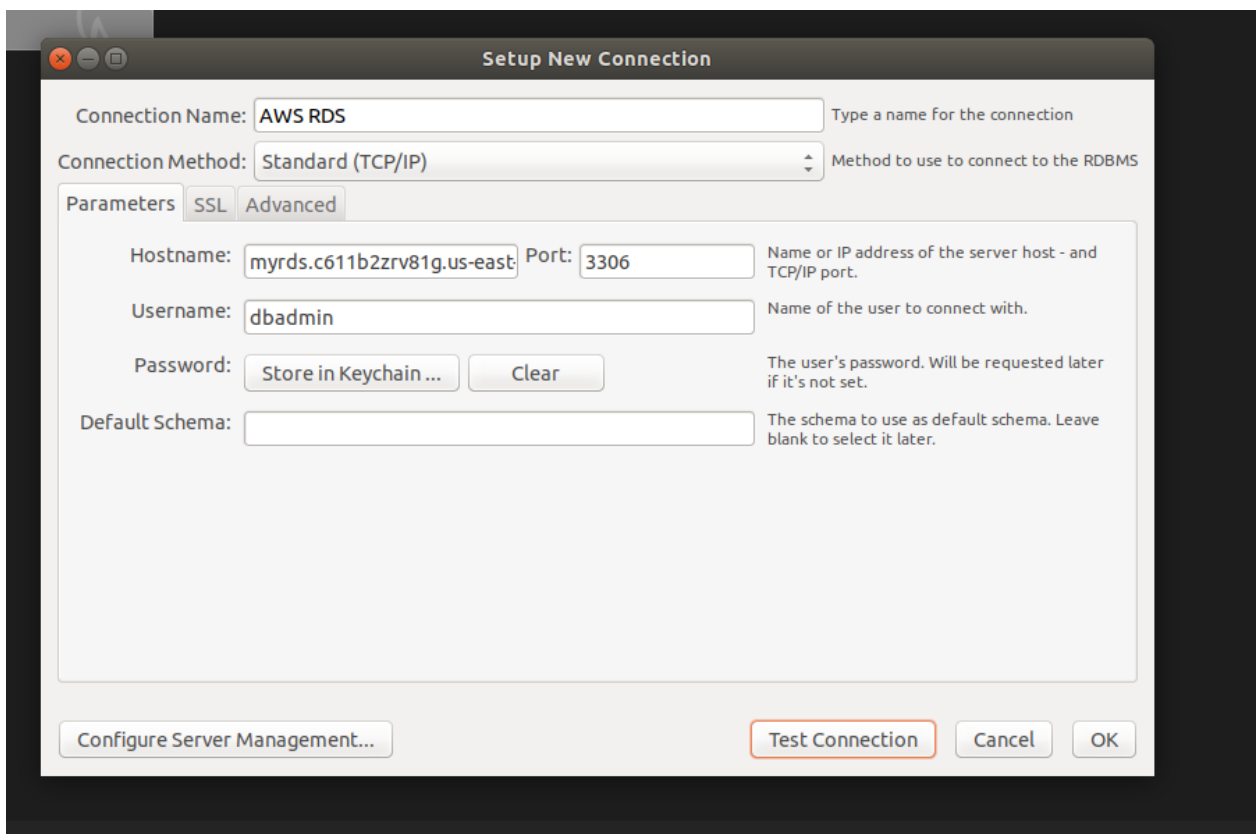 Setup New Connection
Connection Name: AWS RDS Type a name for the connection
Connection Method: Standard (TCP/IP) Method to use to connect to the RDBMS
Parameters SSL Advanced
Hostname: myrds.c611b2zrv81g.us-east- Port: 3306 Name or IP address of the server host - and
TCP/IP port.
Username: dbadmin Name of the user to connect with.
Password: Store in Keychain ... Clear The user's password. Will be requested later
if it's not set.
Default Schema: The schema to use as default schema. Leave
blank to select it later.
Configure Server Management... Test Connection Cancel OK